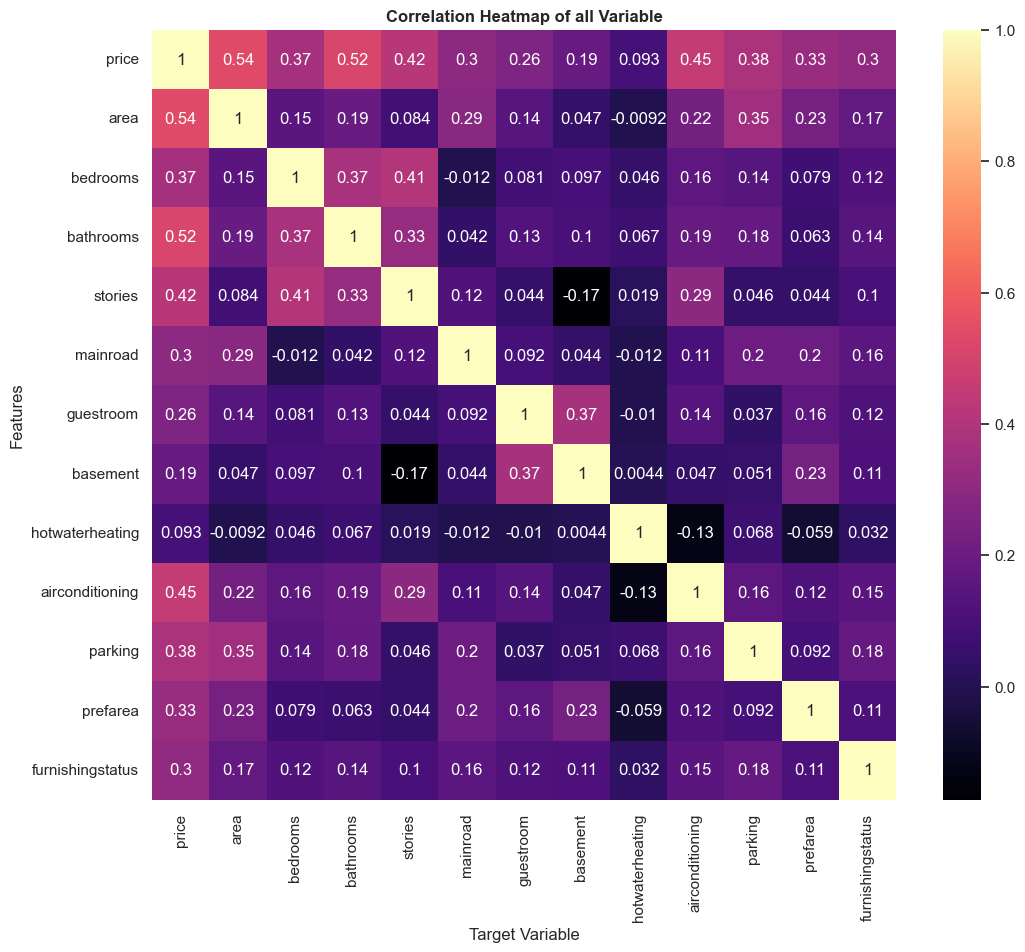 Correlation Heatmap of all Variable
price 1 0.54 0.37 0.52 0.42 0.3 0.26 0.19 0.093 0.45 0.38 0.33 0.3
area 0.54 1 0.15 0.19 0.084 0.29 0.14 0.047 -0.0092 0.22 0.35 0.23 0.17
bedrooms 0.37 0.15 1 0.37 0.41 -0.012 0.081 0.097 0.046 0.16 0.14 0.079 0.12
bathrooms 0.52 0.19 0.37 1 0.33 0.042 0.13 0.1 0.067 0.19 0.18 0.063 0.14
stories 0.42 0.084 0.41 0.33 1 0.12 0.044 -0.17 0.019 0.29 0.046 0.044 0.1
mainroad 0.3 0.29 -0.012 0.042 0.12 1 0.092 0.044 -0.012 0.11 0.2 0.2 0.16
guestroom 0.26 0.14 0.081 0.13 0.044 0.092 1 0.37 -0.01 0.14 0.037 0.16 0.12
basement 0.19 0.047 0.097 0.1 -0.17 0.044 0.37 1 0.0044 0.047 0.051 0.23 0.11
hotwaterheating 0.093 -0.0092 0.046 0.067 0.019 -0.012 -0.01 0.0044 1 -0.13 0.068 -0.059 0.032
airconditioning 0.45 0.22 0.16 0.19 0.29 0.11 0.14 0.047 -0.13 1 0.16 0.12 0.15
parking 0.38 0.35 0.14 0.18 0.046 0.2 0.037 0.051 0.068 0.16 1 0.092 0.18
prefarea 0.33 0.23 0.079 0.063 0.044 0.2 0.16 0.23 -0.059 0.12 0.092 1 0.11
furnishingstatus 0.3 0.17 0.12 0.14 0.1 0.16 0.12 0.11 0.032 0.15 0.18 0.11 1
Features
price
area
bedrooms
bathrooms
stories
mainroad
guestroom
basement
hotwaterheating
airconditioning
parking
prefarea
furnishingstatus
Target Variable
1.0
0.8
0.6
0.4
0.2
0.0